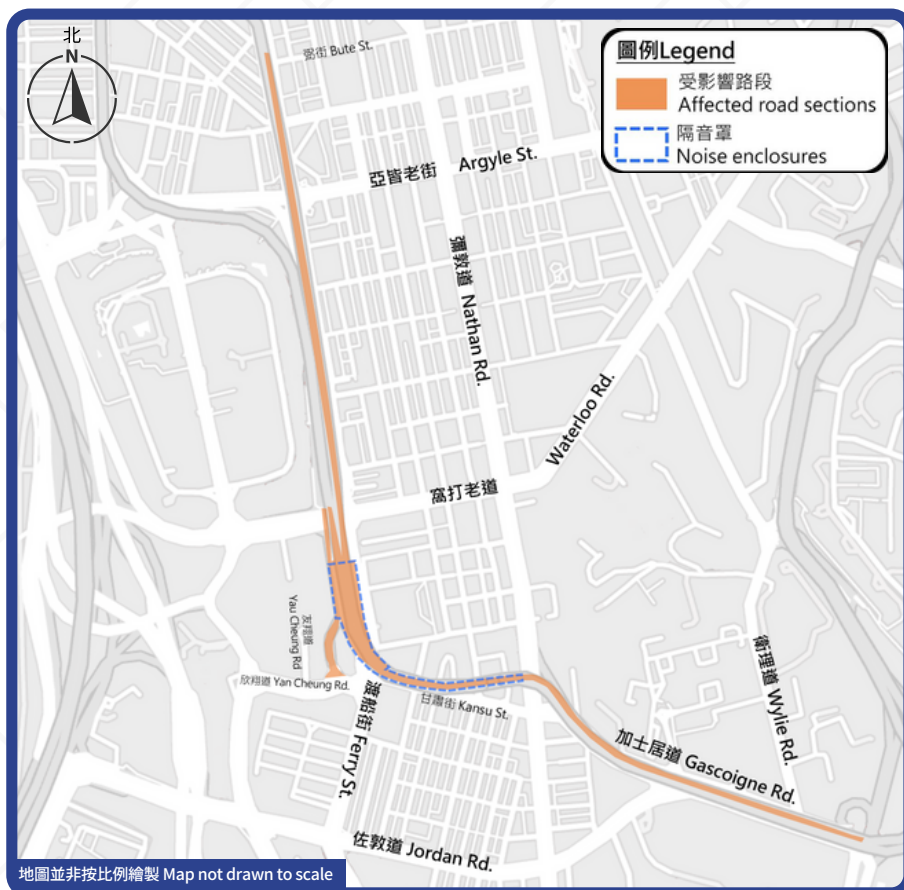 北
N
圖例Legend
受影響路段
Affected road sections
隔音罩
Noise enclosures
弼街 Bute St.
亞皆老街 Argyle St.
彌敦道 Nathan Rd.
Waterloo Rd.
窩打老道
友翔道
Yau Cheung Rd
欣翔道 Yan Cheung Rd.
渡船街 Ferry St.
甘肅街 Kansu St.
衛理道 Wylie Rd.
加士居道 Gascoigne Rd.
佐敦道 Jordan Rd.
地圖並非按比例繪製 Map not drawn to scale